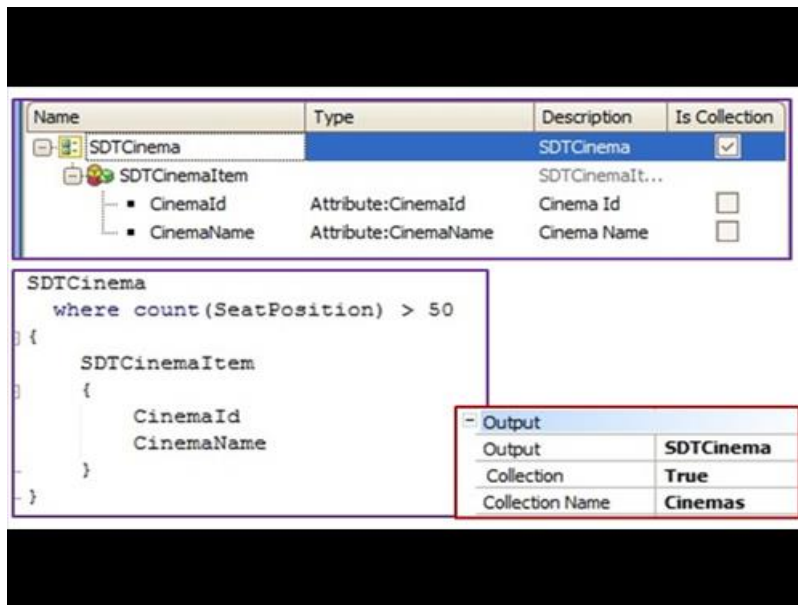 Name Type Description Is Collection
SDTCinema SDTCinema
SDTCinemaItem SDTCinemaIt...
CinemaId Attribute:CinemaId Cinema Id
CinemaName Attribute:CinemaName Cinema Name
SDTCinema
where count(SeatPosition) > 50
{
SDTCinemaItem
{
CinemaId
CinemaName
}
}
Output
Output SDTCinema
Collection True
Collection Name Cinemas